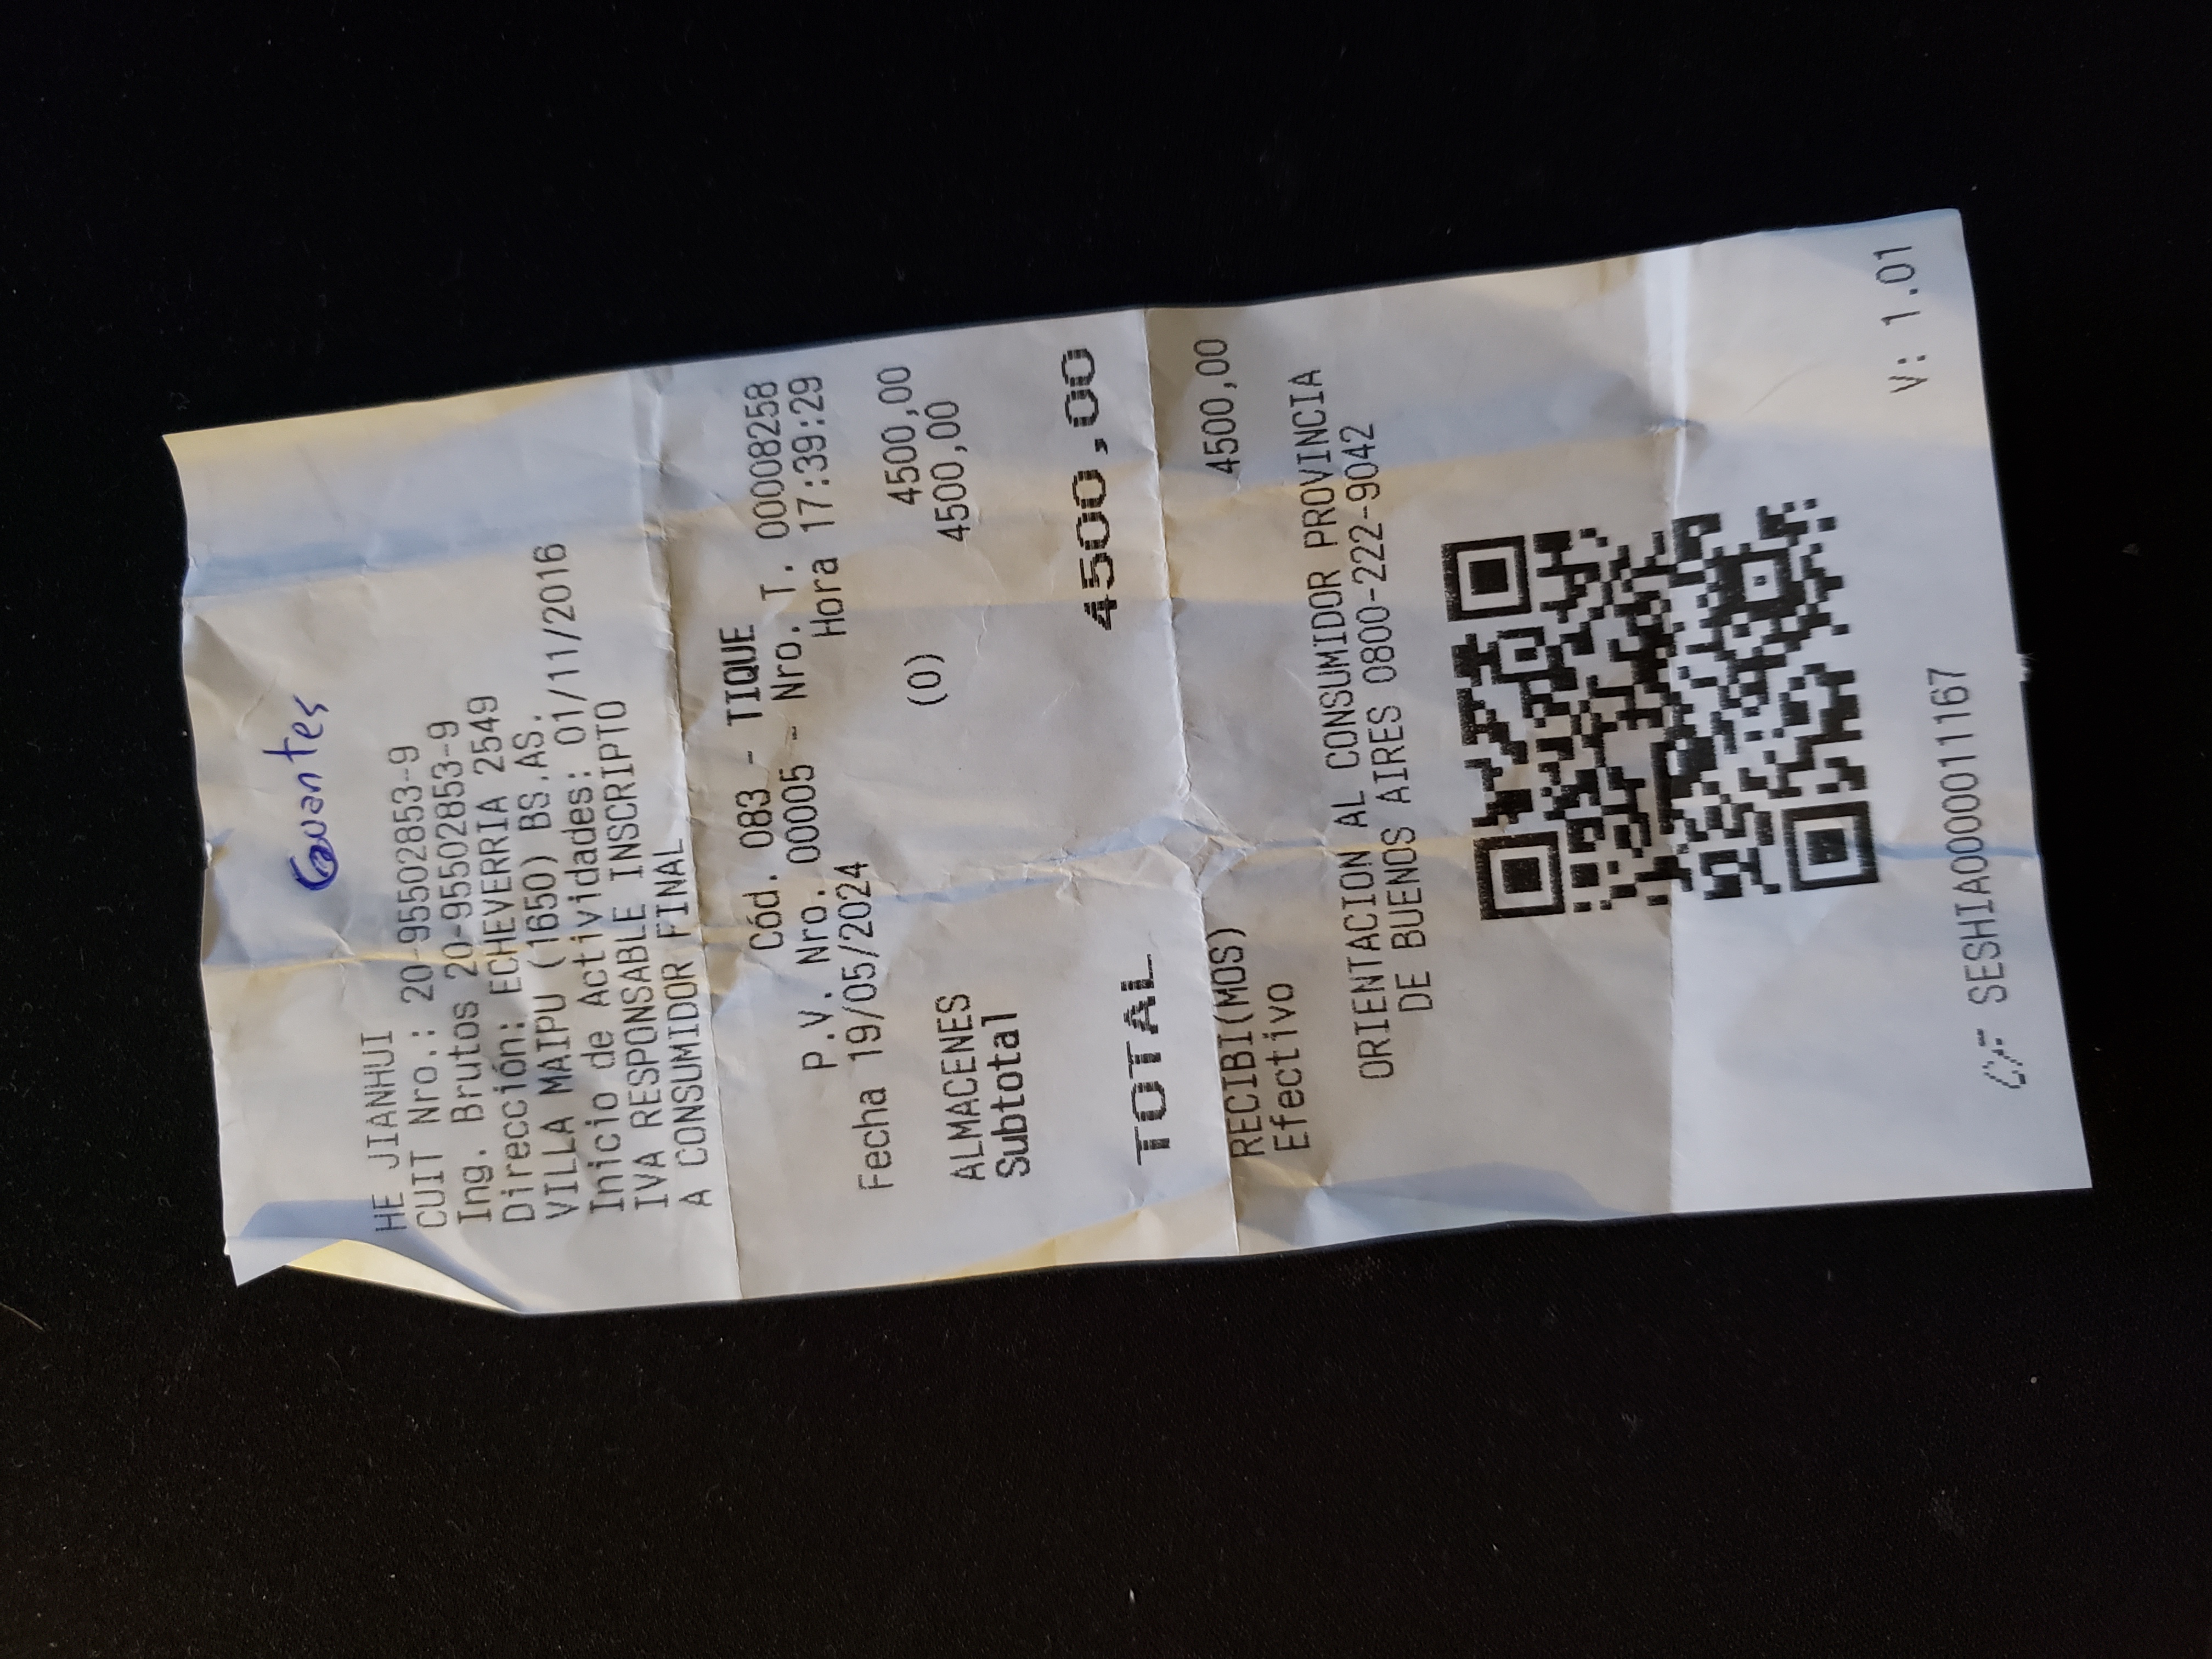 Guantes
HE JIANHUI
CUIT Nro.: 20-95502853-9
Ing. Brutos 20-95502853-9
Dirección: ECHEVERRIA 2549
VILLA MAIPU (1650) BS.AS.
Inicio de Actividades: 01/11/2016
IVA RESPONSABLE INSCRIPTO
A CONSUMIDOR FINAL
Cód. 083 - TIQUE
P.V. Nro. 00005 - Nro. T. 00008258
Fecha 19/05/2024 Hora 17:39:29
ALMACENES (0) 4500,00
Subtotal 4500,00
TOTAL 4500,00
RECIBI(MOS)
Efectivo 4500,00
ORIENTACION AL CONSUMIDOR PROVINCIA
DE BUENOS AIRES 0800-222-9042
CF SESHIA0000011167 V: 1.01